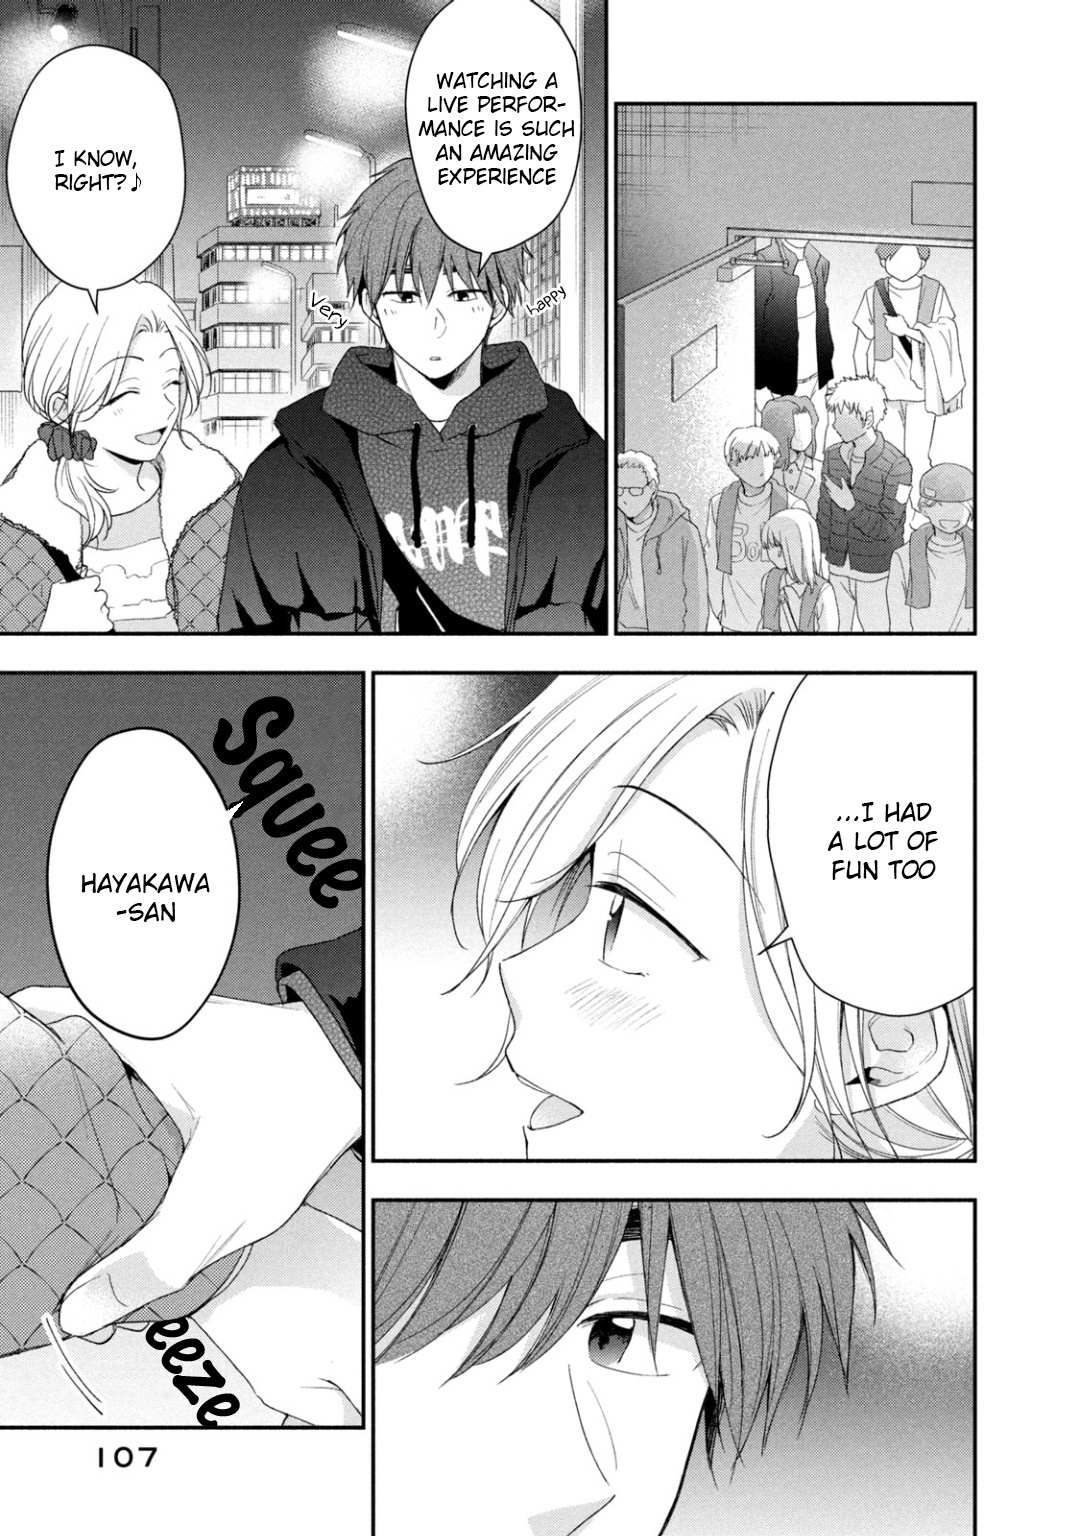 WATCHING A
LIVE PERFOR-
MANCE IS SUCH
AN AMAZING
EXPERIENCE
Very
happy
I KNOW,
RIGHT?♪
...I HAD
A LOT OF
FUN TOO
Squee
eeze
HAYAKAWA
-SAN
107